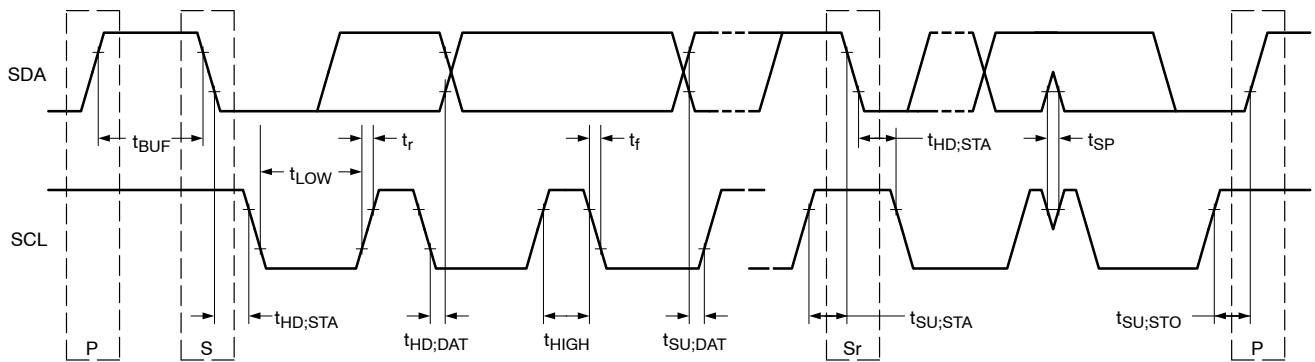 SDA
t_BUF
t_r
t_f
t_HD;STA
t_SP
t_LOW
SCL
t_HD;STA
t_HD;DAT
t_HIGH
t_SU;DAT
t_SU;STA
t_SU;STO
P
S
Sr
P